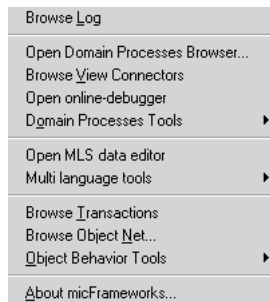 Browse Log
Open Domain Processes Browser...
Browse View Connectors
Open online-debugger
Domain Processes Tools
Open MLS data editor
Multi language tools
Browse Transactions
Browse Object Net...
Object Behavior Tools
About micFrameworks...